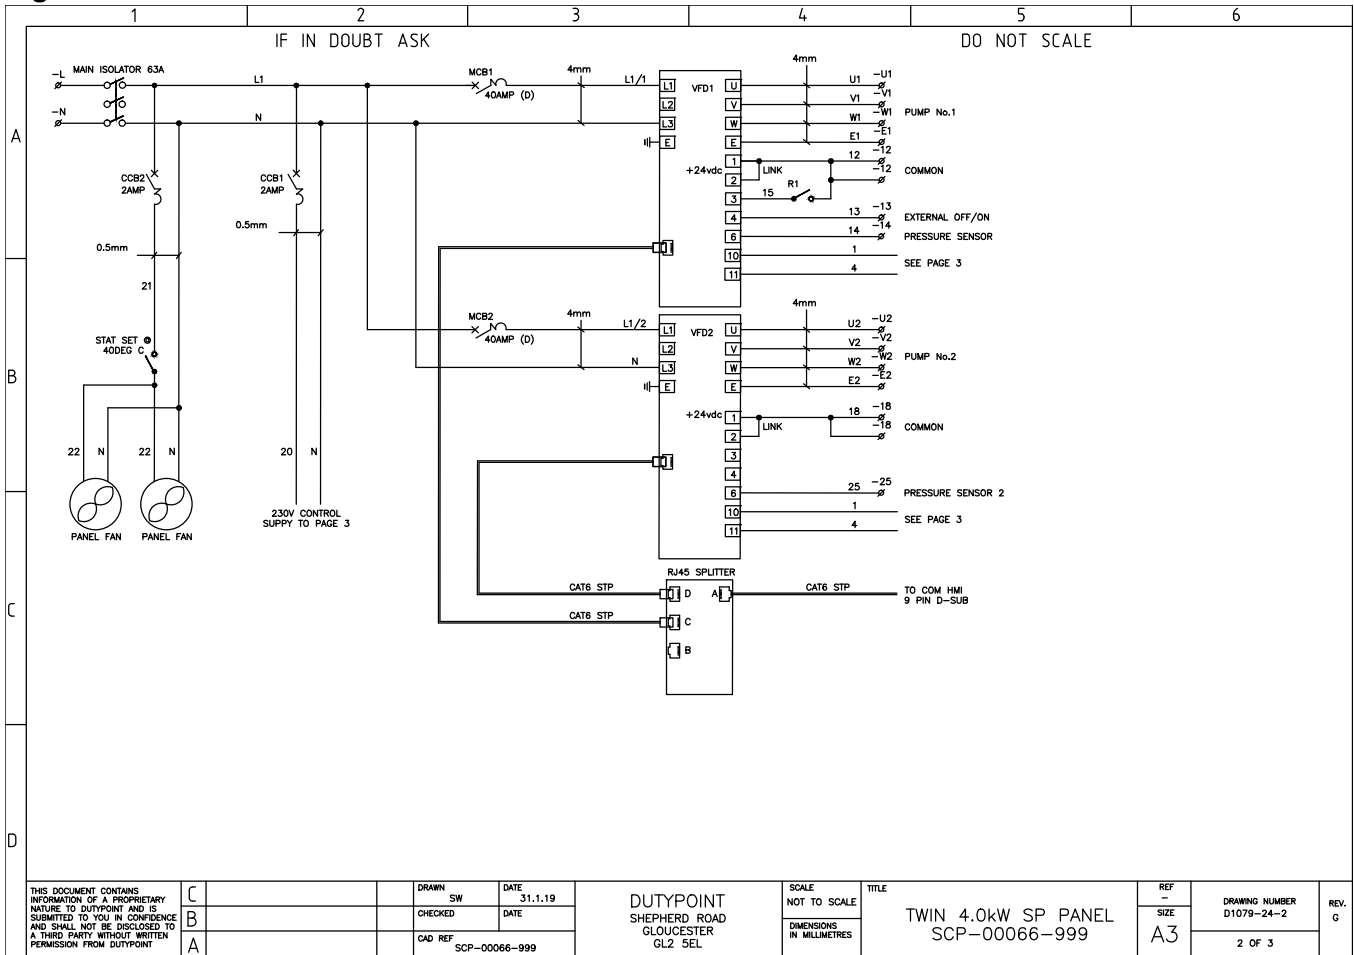 1 2 3 4 5 6
IF IN DOUBT ASK
DO NOT SCALE
A
B
C
D
-L
MAIN ISOLATOR 63A
L1
-N
N
CCB2
2AMP
0.5mm
21
STAT SET
40DEG C
22 N 22 N
PANEL FAN PANEL FAN
CCB1
2AMP
0.5mm
20 N
230V CONTROL
SUPPY TO PAGE 3
MCB1
40AMP (D)
4mm
L1/1
L1
L2
L3
E
VFD1
+24vdc
U
V
W
E
1
2
3
4
6
10
11
4mm
U1 -U1
V1 -V1
W1 -W1
E1 -E1
PUMP No.1
12 -12
-12
COMMON
LINK
R1
15
13 -13
EXTERNAL OFF/ON
14 -14
PRESSURE SENSOR
1
4
SEE PAGE 3
MCB2
40AMP (D)
4mm
L1/2
N
L1
L2
L3
E
VFD2
+24vdc
U
V
W
E
1
2
3
4
6
10
11
4mm
U2 -U2
V2 -V2
W2 -W2
E2 -E2
PUMP No.2
18 -18
-18
COMMON
LINK
25 -25
PRESSURE SENSOR 2
1
4
SEE PAGE 3
RJ45 SPLITTER
CAT6 STP
D
A
CAT6 STP
TO COM HMI
9 PIN D-SUB
CAT6 STP
C
B
THIS DOCUMENT CONTAINS
INFORMATION OF A PROPRIETARY
NATURE TO DUTYPOINT AND IS
SUBMITTED TO YOU IN CONFIDENCE
AND SHALL NOT BE DISCLOSED TO
A THIRD PARTY WITHOUT WRITTEN
PERMISSION FROM DUTYPOINT
C
B
A
DRAWN
SW
DATE
31.1.19
CHECKED
DATE
CAD REF
SCP-00066-999
DUTYPOINT
SHEPHERD ROAD
GLOUCESTER
GL2 5EL
SCALE
NOT TO SCALE
DIMENSIONS
IN MILLIMETRES
TITLE
TWIN 4.0kW SP PANEL
SCP-00066-999
REF
-
SIZE
A3
DRAWING NUMBER
D1079-24-2
2 OF 3
REV.
G